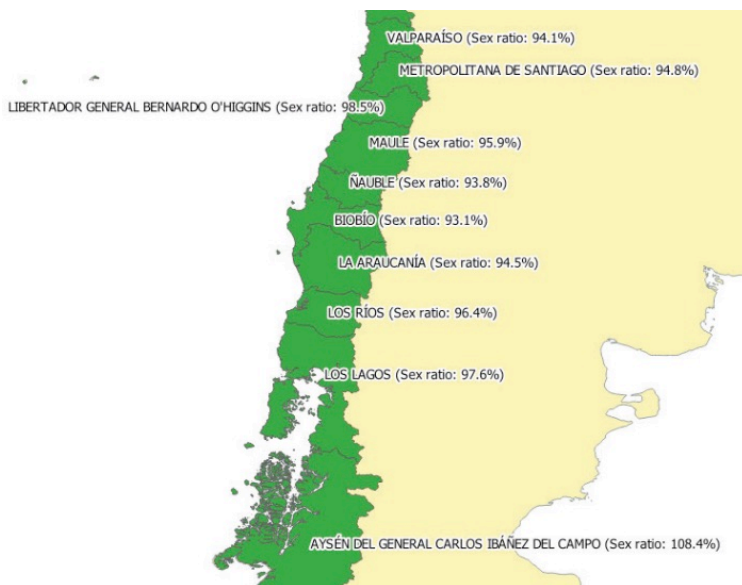 VALPARAÍSO (Sex ratio: 94.1%)
METROPOLITANA DE SANTIAGO (Sex ratio: 94.8%)
LIBERTADOR GENERAL BERNARDO O'HIGGINS (Sex ratio: 98.5%)
MAULE (Sex ratio: 95.9%)
ÑAUBLE (Sex ratio: 93.8%)
BIOBÍO (Sex ratio: 93.1%)
LA ARAUCANÍA (Sex ratio: 94.5%)
LOS RÍOS (Sex ratio: 96.4%)
LOS LAGOS (Sex ratio: 97.6%)
AYSÉN DEL GENERAL CARLOS IBÁÑEZ DEL CAMPO (Sex ratio: 108.4%)